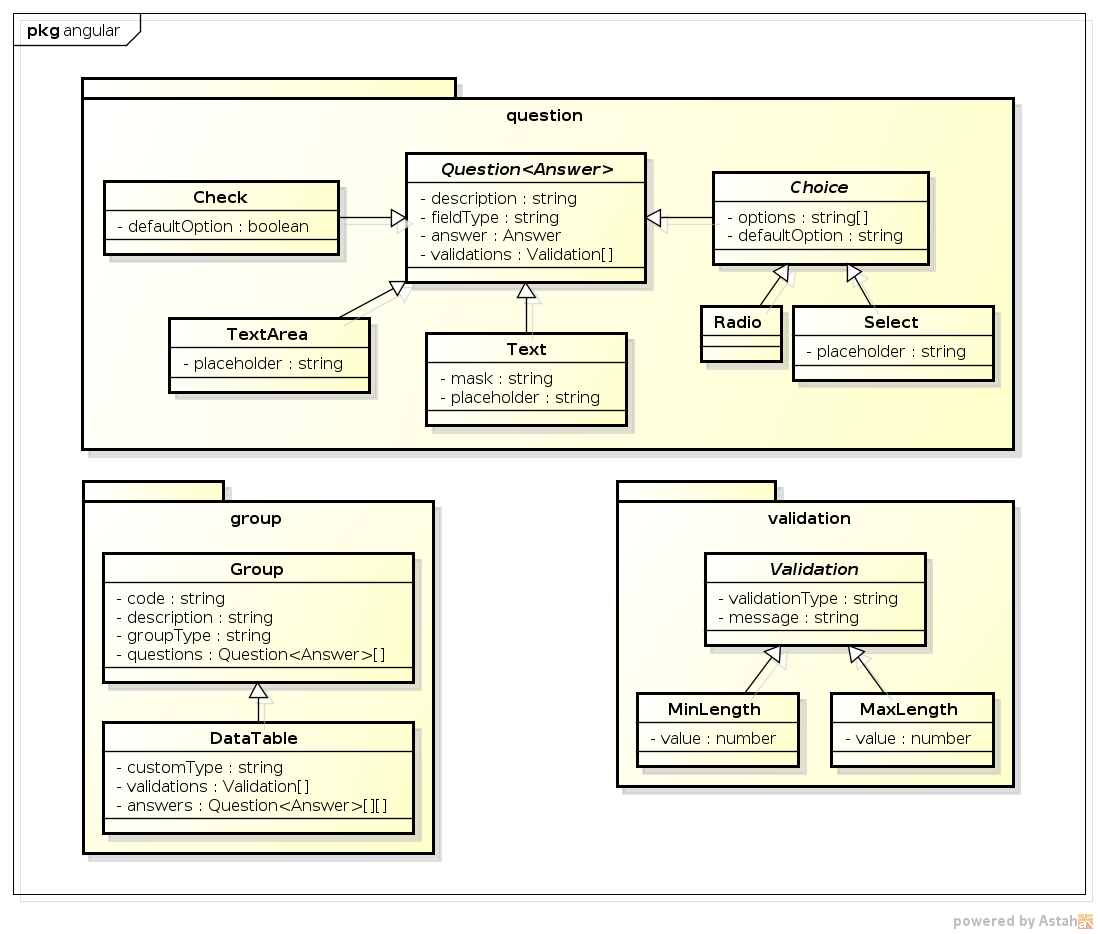 pkg angular
question
Question<Answer>
- description : string
- fieldType : string
- answer : Answer
- validations : Validation[]
Check
- defaultOption : boolean
Choice
- options : string[]
- defaultOption : string
TextArea
- placeholder : string
Text
- mask : string
- placeholder : string
Radio
Select
- placeholder : string
group
Group
- code : string
- description : string
- groupType : string
- questions : Question<Answer>[]
DataTable
- customType : string
- validations : Validation[]
- answers : Question<Answer>[][]
validation
Validation
- validationType : string
- message : string
MinLength
- value : number
MaxLength
- value : number
powered by Astah